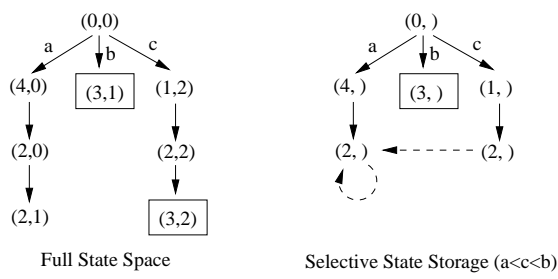 (0,0) (0, )
a b c a b c
(4,0) (3,1) (1,2) (4, ) (3, ) (1, )
(2,0) (2,2) (2, ) (2, )
(2,1) (3,2)
Full State Space Selective State Storage (a<c<b)